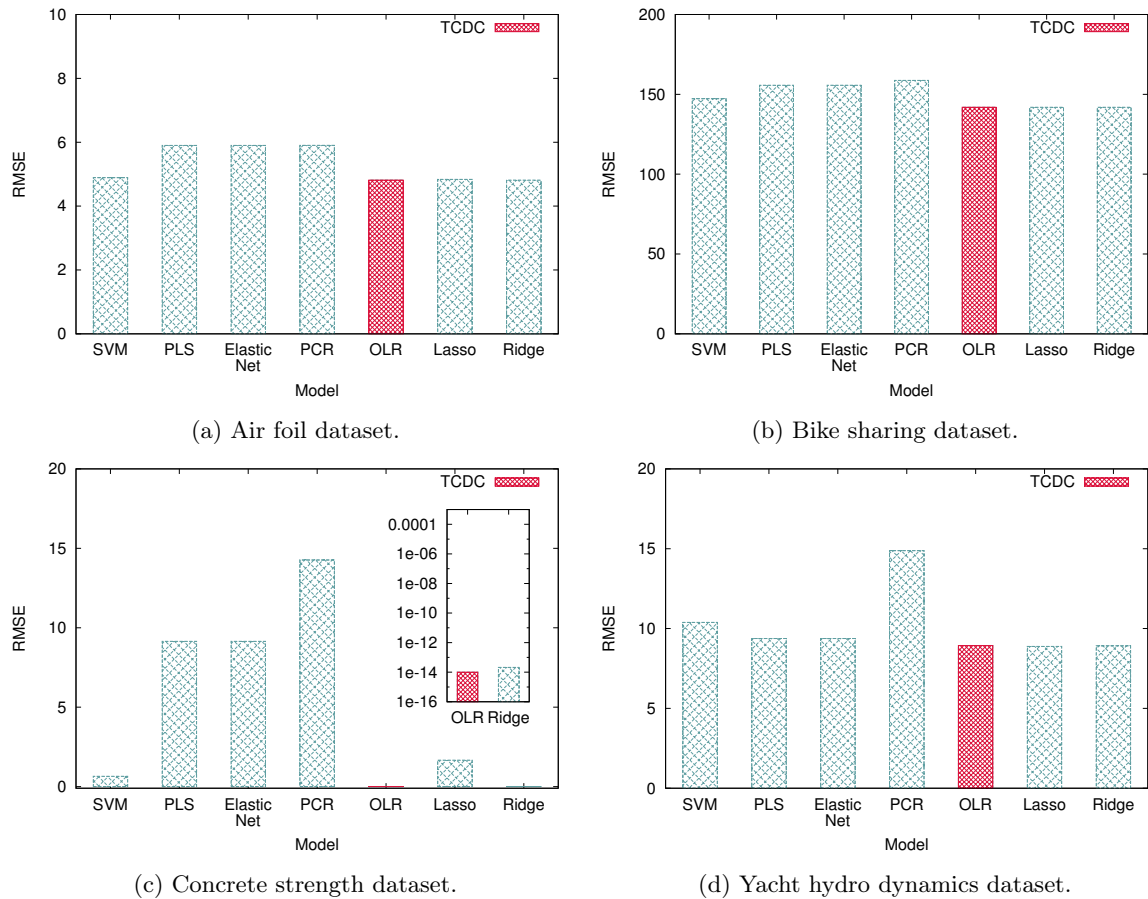 10
8
6
4
2
0
RMSE
TCDC
SVM PLS Elastic Net PCR OLR Lasso Ridge
Model
(a) Air foil dataset.
200
150
100
50
0
RMSE
TCDC
SVM PLS Elastic Net PCR OLR Lasso Ridge
Model
(b) Bike sharing dataset.
20
15
10
5
0
RMSE
TCDC
0.0001
1e-06
1e-08
1e-10
1e-12
1e-14
1e-16
OLR Ridge
SVM PLS Elastic Net PCR OLR Lasso Ridge
Model
(c) Concrete strength dataset.
20
15
10
5
0
RMSE
TCDC
SVM PLS Elastic Net PCR OLR Lasso Ridge
Model
(d) Yacht hydro dynamics dataset.